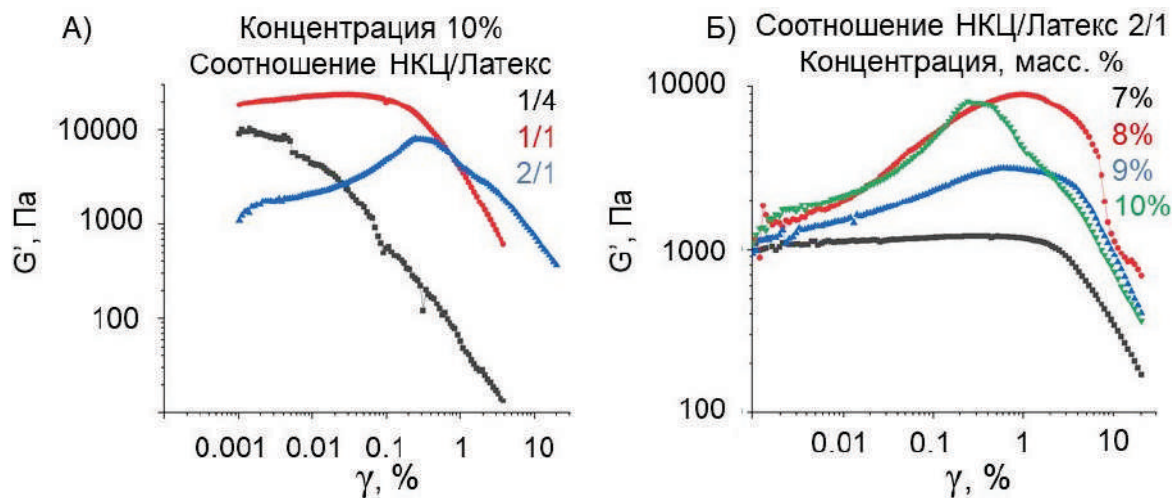 А)
Концентрация 10%
Соотношение НКЦ/Латекс
1/4
1/1
2/1
10000
1000
100
G’, Па
0.001 0.01 0.1 1 10
γ, %
Б)
Соотношение НКЦ/Латекс 2/1
Концентрация, масс. %
7%
8%
9%
10%
10000
1000
100
G’, Па
0.01 0.1 1 10
γ, %